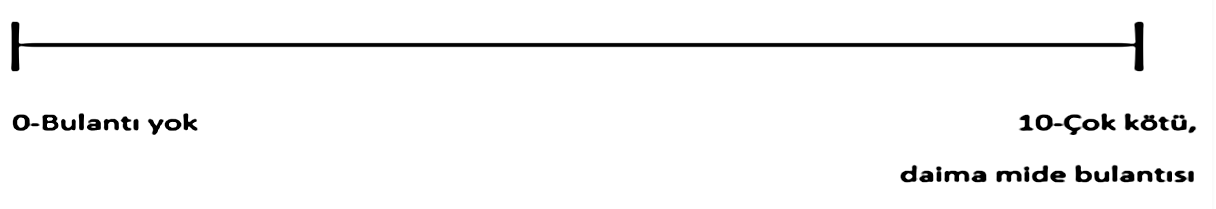 0-Bulantı yok
10-Çok kötü,
daima mide bulantısı